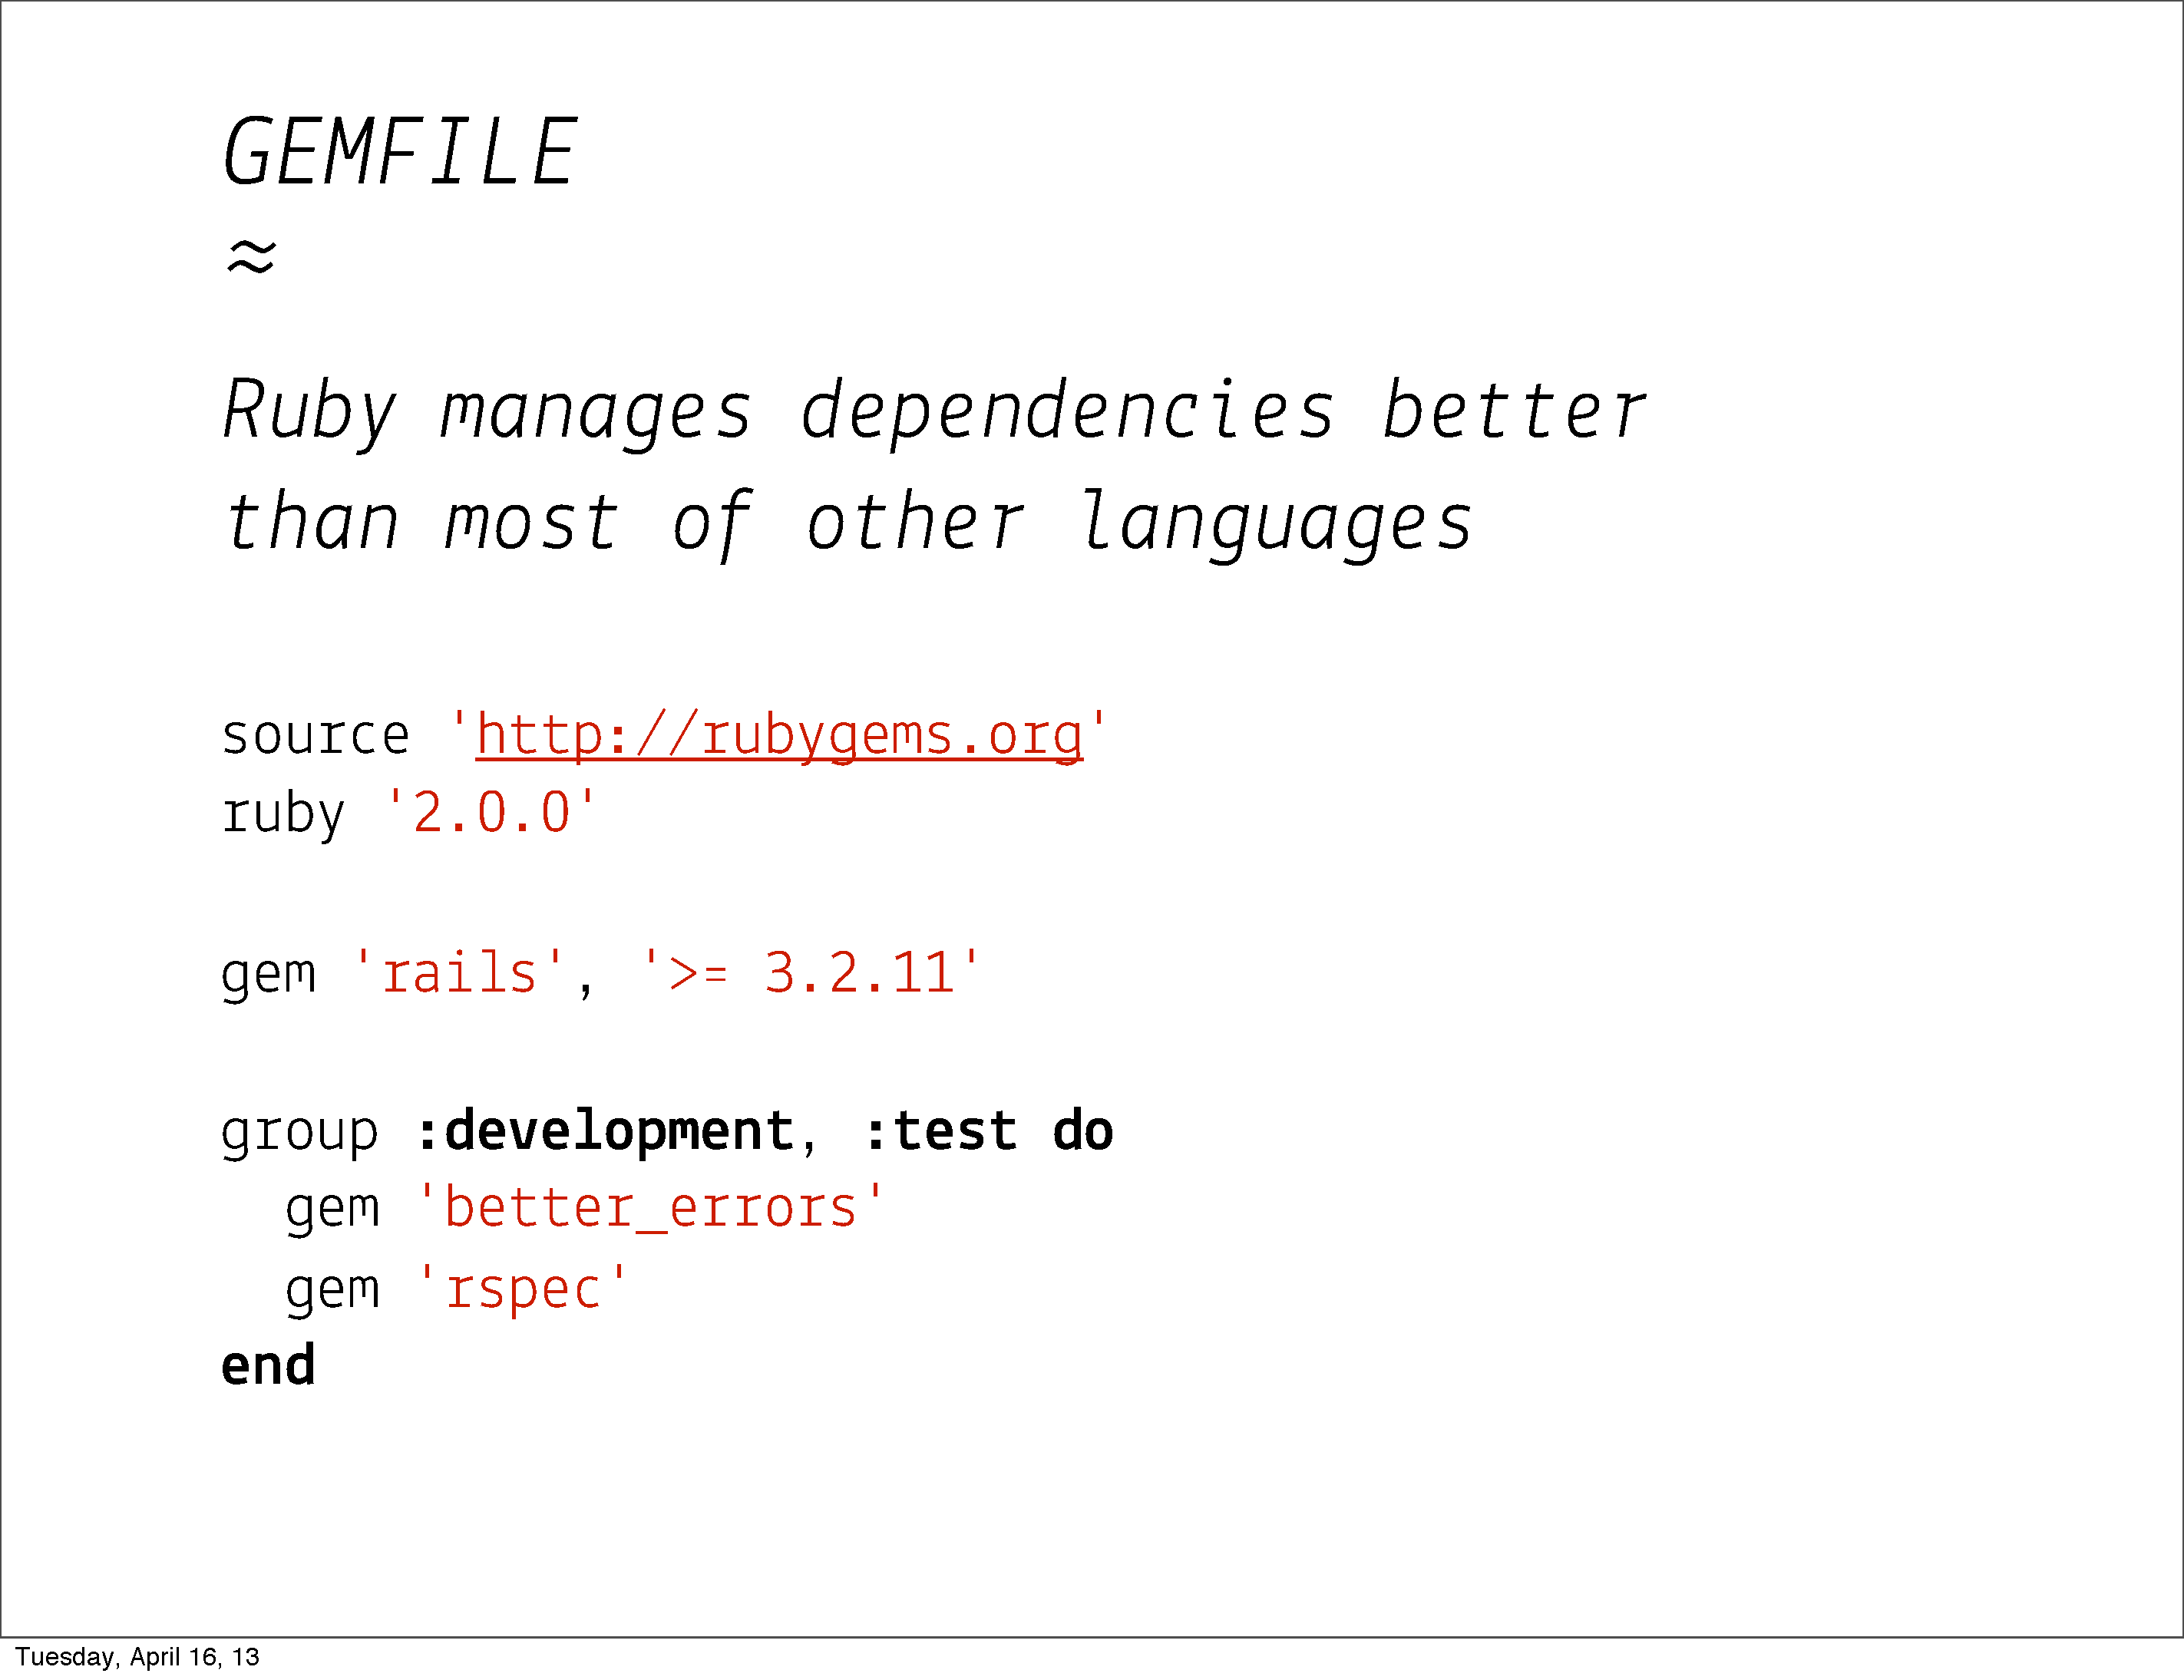 GEMFILE
≈
Ruby manages dependencies better
than most of other languages
source 'http://rubygems.org'
ruby '2.0.0'
gem 'rails', '>= 3.2.11'
group :development, :test do
  gem 'better_errors'
  gem 'rspec'
end
Tuesday, April 16, 13